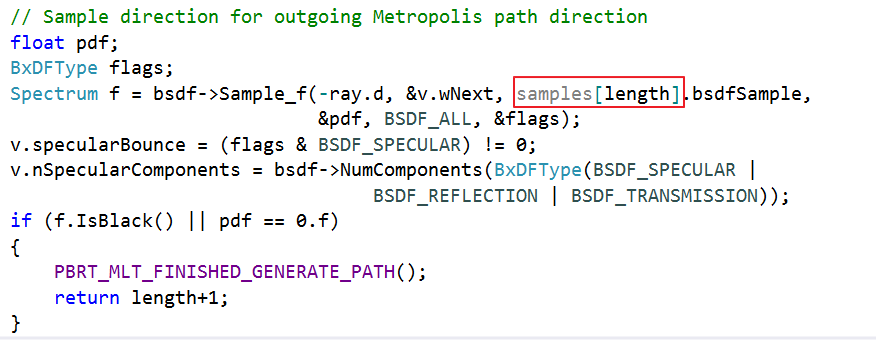 // Sample direction for outgoing Metropolis path direction
float pdf;
BxDFType flags;
Spectrum f = bsdf->Sample_f(-ray.d, &v.wNext, samples[length].bsdfSample,
                            &pdf, BSDF_ALL, &flags);
v.specularBounce = (flags & BSDF_SPECULAR) != 0;
v.nSpecularComponents = bsdf->NumComponents(BxDFType(BSDF_SPECULAR |
                                 BSDF_REFLECTION | BSDF_TRANSMISSION));
if (f.IsBlack() || pdf == 0.f)
{
    PBRT_MLT_FINISHED_GENERATE_PATH();
    return length+1;
}